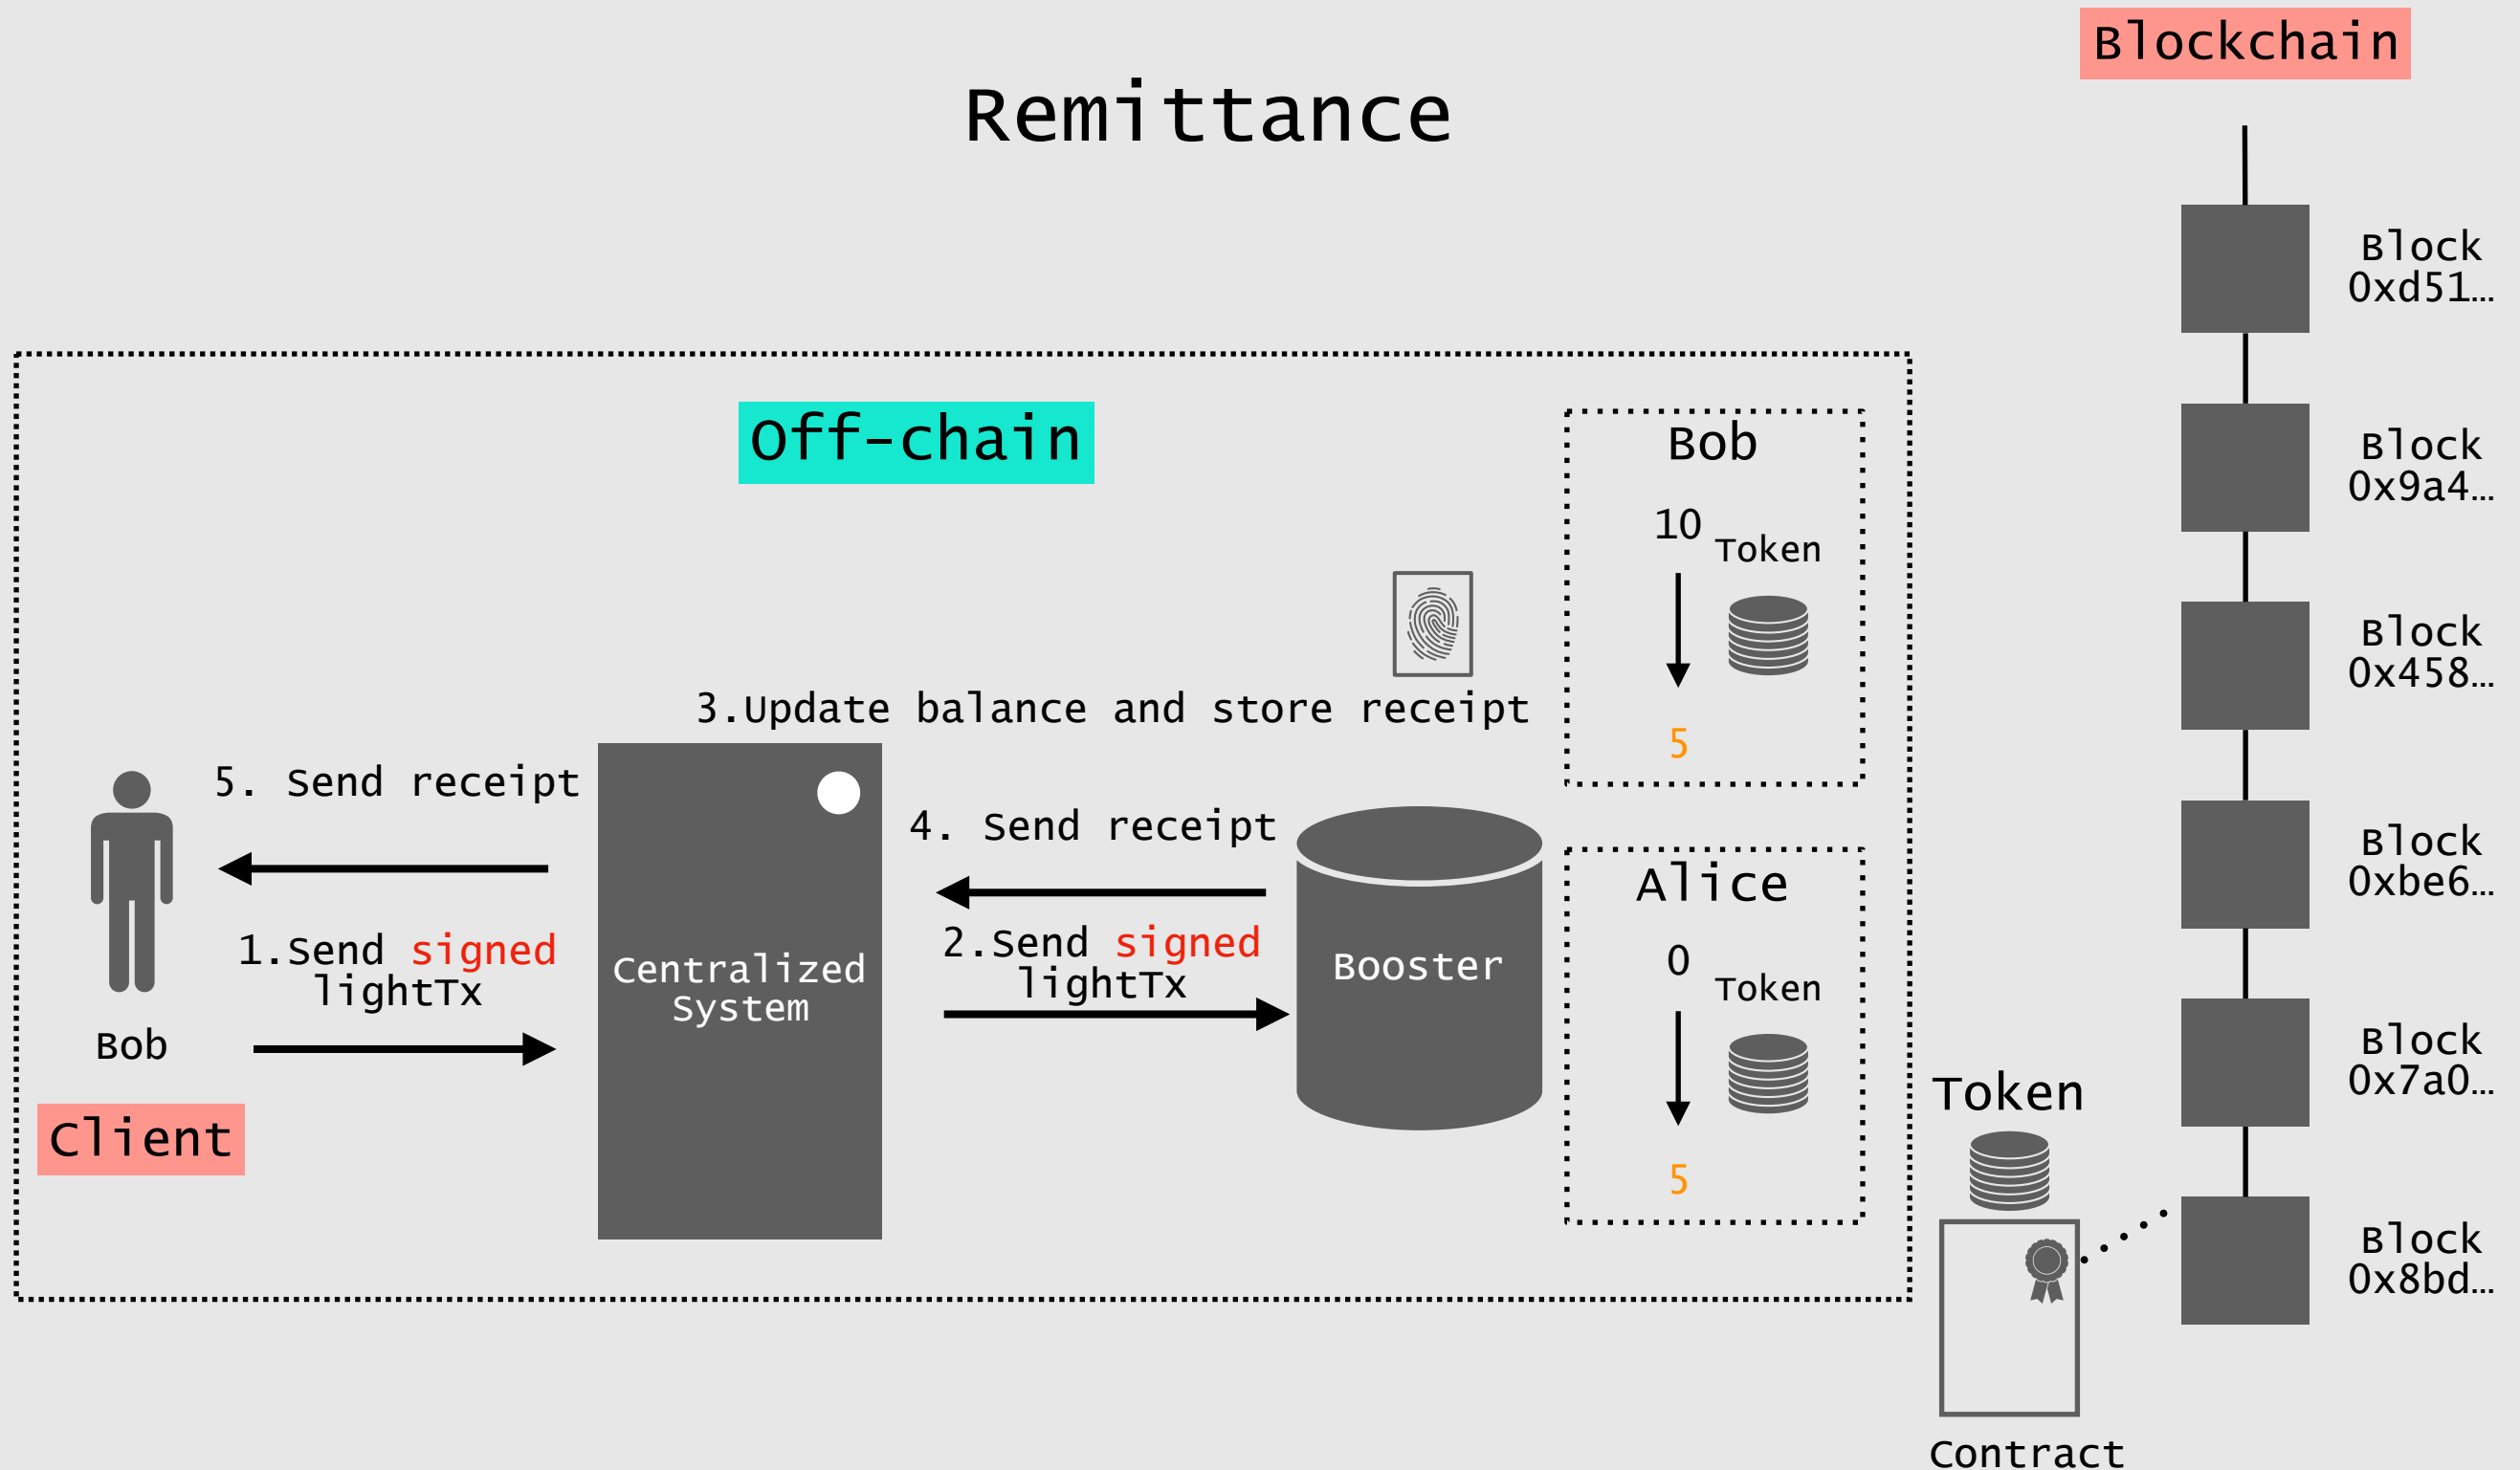 Remittance
Blockchain
Block
0xd51…
Block
0x9a4…
Block
0x458…
Block
0xbe6…
Block
0x7a0…
Block
0x8bd…
Off-chain
Bob
10
Token
5
3.Update balance and store receipt
5. Send receipt
4. Send receipt
1.Send signed
lightTx
2.Send signed
lightTx
Centralized
System
Booster
Alice
0
Token
5
Bob
Client
Token
Contract